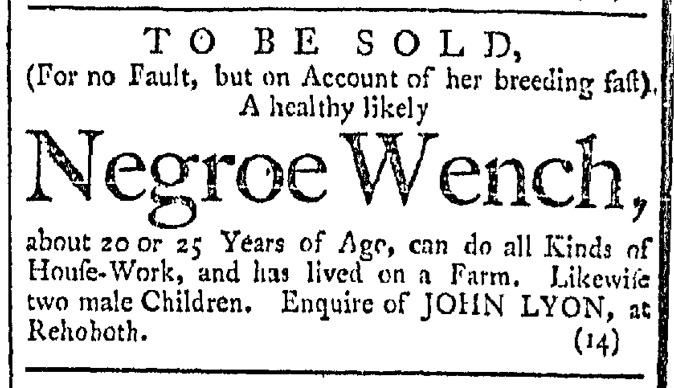 TO BE SOLD,
(For no Fault, but on Account of her breeding faſt).
A healthy likely
Negroe Wench,
about 20 or 25 Years of Age, can do all Kinds of
Houſe-Work, and has lived on a Farm. Likewiſe
two male Children. Enquire of JOHN LYON, at
Rehoboth. (14)